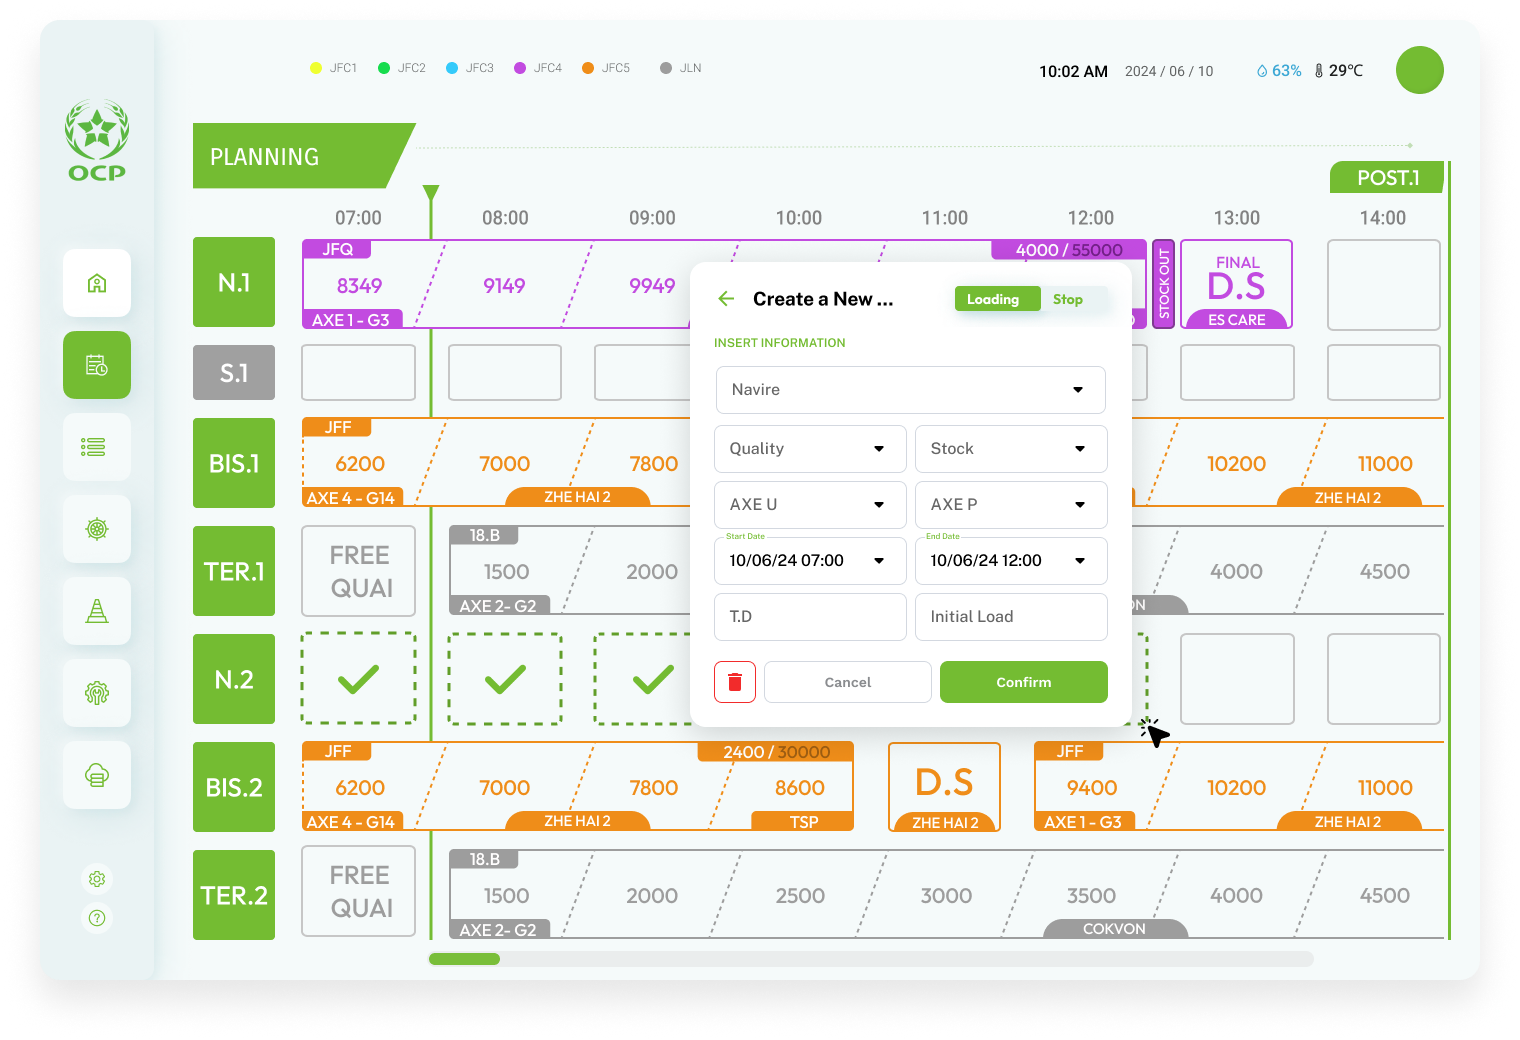 JFC1 JFC2 JFC3 JFC4 JFC5 JLN
10:02 AM 2024 / 06 / 10 63% 29°C
OCP
PLANNING
POST.1
07:00 08:00 09:00 10:00 11:00 12:00 13:00 14:00
N.1
JFQ
8349 9149 9949
AXE 1 - G3
4000 / 55000
STOCK OUT
FINAL
D.S
ES CARE
S.1
BIS.1
JFF
6200 7000 7800 10200 11000
AXE 4 - G14 ZHE HAI 2 ZHE HAI 2
TER.1
FREE
QUAI
18.B
1500 2000 4000 4500
AXE 2- G2
N.2
BIS.2
JFF
6200 7000 7800 8600
AXE 4 - G14 ZHE HAI 2 TSP
2400 / 30000
D.S
ZHE HAI 2
JFF
9400 10200 11000
AXE 1 - G3 ZHE HAI 2
TER.2
FREE
QUAI
18.B
1500 2000 2500 3000 3500 4000 4500
AXE 2- G2 COKVON
Create a New ...
Loading Stop
INSERT INFORMATION
Navire
Quality Stock
AXE U AXE P
Start Date End Date
10/06/24 07:00 10/06/24 12:00
T.D Initial Load
Cancel Confirm